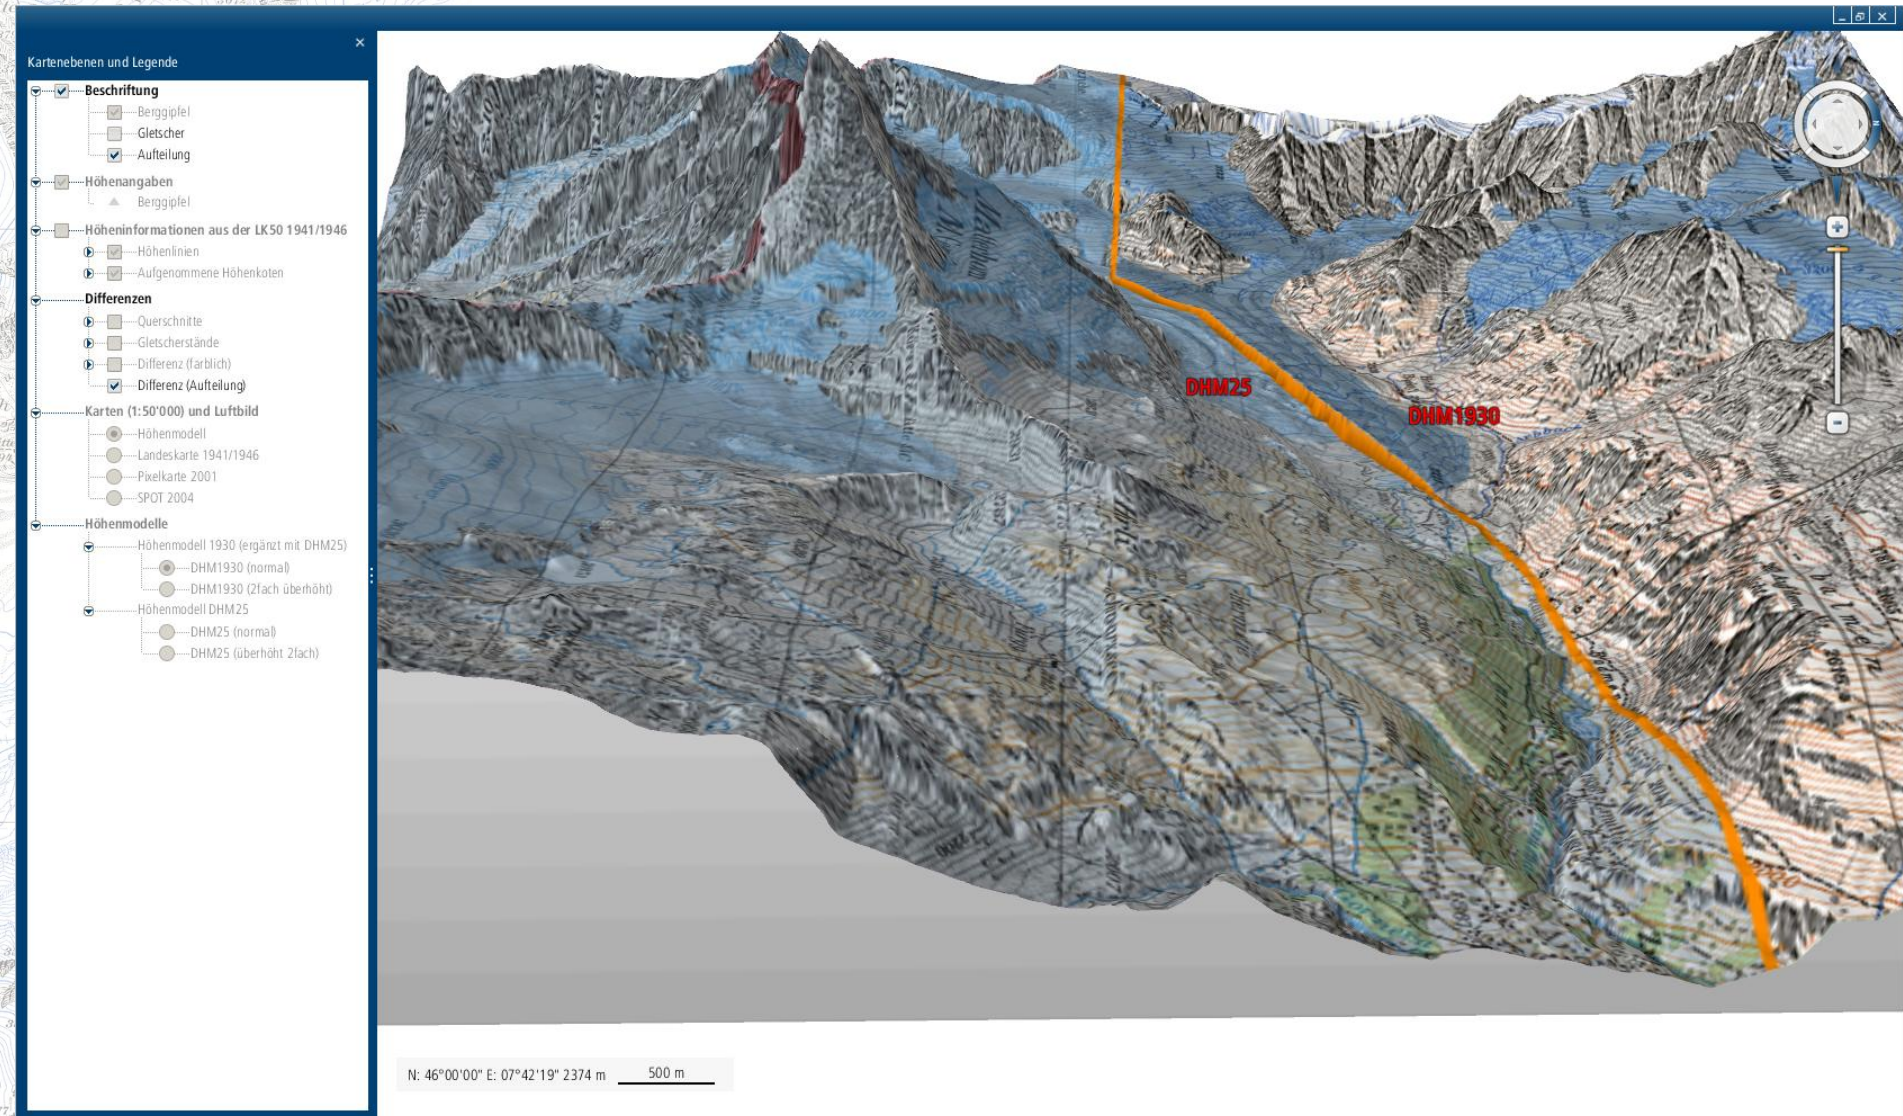 Kartenebenen und Legende
Beschriftung
Berggipfel
Gletscher
Aufteilung
Höhenangaben
Berggipfel
Höheninformationen aus der LK50 1941/1946
Höhenlinien
Aufgenommene Höhenkoten
Differenzen
Querschnitte
Gletscherstände
Differenz (farblich)
Differenz (Aufteilung)
Karten (1:50'000) und Luftbild
Höhenmodell
Landeskarte 1941/1946
Pixelkarte 2001
SPOT 2004
Höhenmodelle
Höhenmodell 1930 (ergänzt mit DHM25)
DHM1930 (normal)
DHM1930 (2fach überhöht)
Höhenmodell DHM25
DHM25 (normal)
DHM25 (überhöht 2fach)
DHM25
DHM1930
N: 46°00'00" E: 07°42'19" 2374 m
500 m